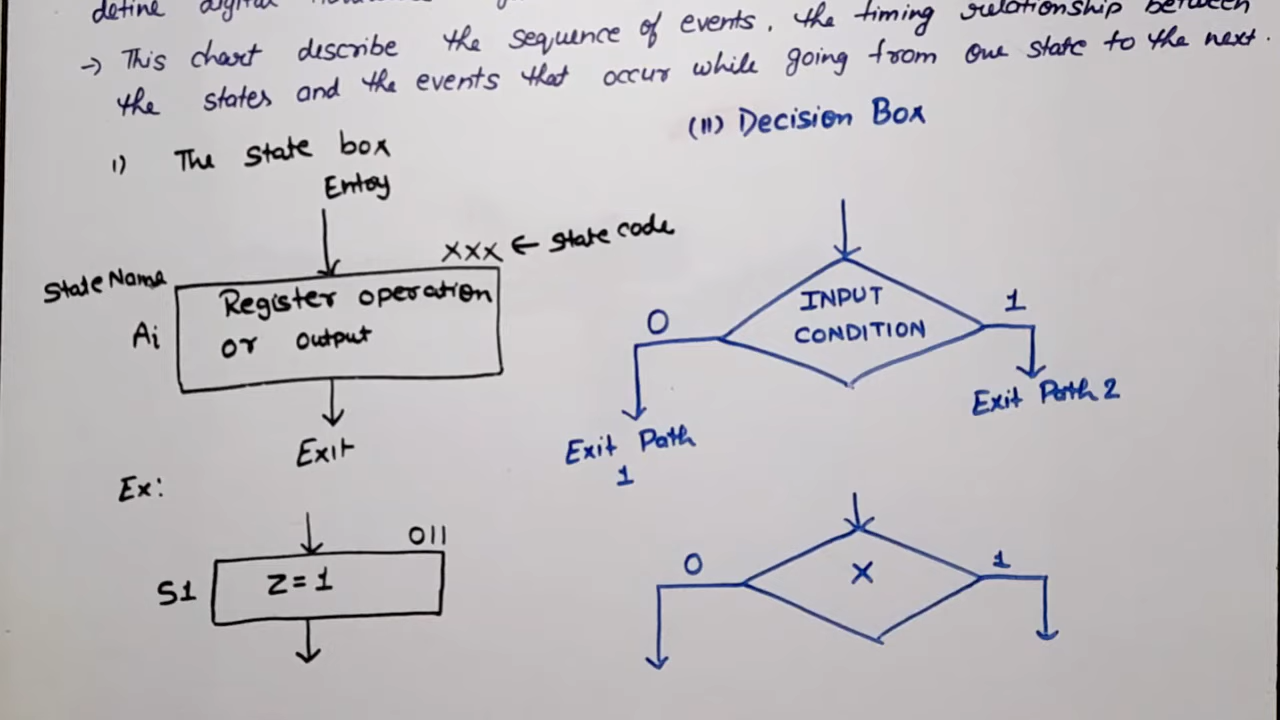 define digital
→ This chart describe the sequence of events, the timing relationship between
the states and the events that occur while going from one state to the next.
1) The State box
Entry
XXX ← state code
State Name
Ai
Register operation
or output
Exit
Ex:
011
S1
Z=1
(11) Decision Box
INPUT
CONDITION
0
1
Exit Path
1
Exit Path 2
0
X
1